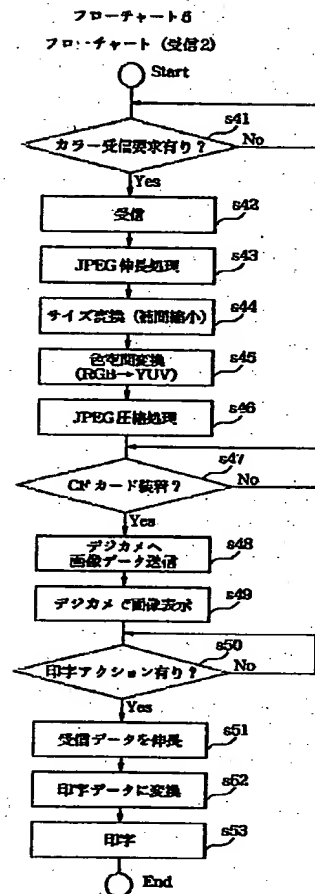 フローチャート6
フローチャート (受信2)
Start
s41
カラー受信要求有り?
No
Yes
s42
受信
s43
JPEG伸長処理
s44
サイズ変換 (間縮小)
s45
色空間変換
(RGB→YUV)
s46
JPEG圧縮処理
s47
CFカード装着?
No
Yes
s48
デジカメへ
画像データ送信
s49
デジカメで画像表示
s50
印字アクション有り?
No
Yes
s51
受信データを伸長
s52
印字データに変換
s53
印字
End